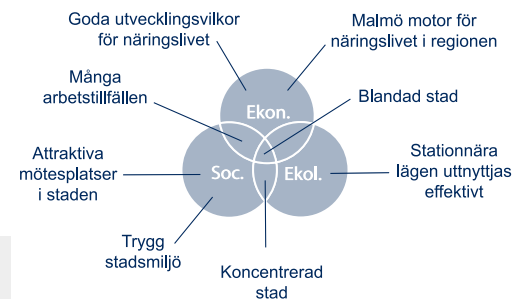 Goda utvecklingsvilkor
för näringslivet
Malmö motor för
näringslivet i regionen
Många
arbetstillfällen
Ekon.
Blandad stad
Attraktiva
mötesplatser
i staden
Soc.
Ekol.
Stationnära
lägen uttnyttjas
effektivt
Trygg
stadsmiljö
Koncentrerad
stad